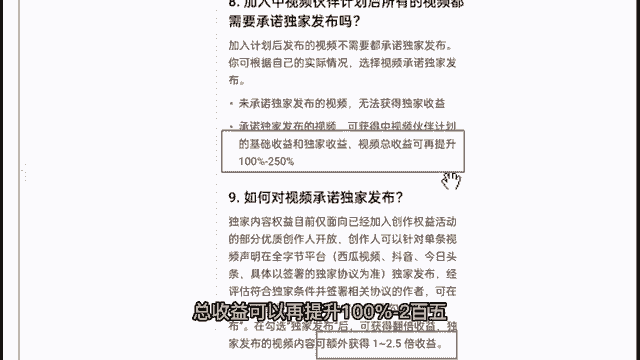 8. 加入中视频伙伴计划后所有的视频都
需要承诺独家发布吗？
加入计划后发布的视频不需要都承诺独家发布。
你可根据自己的实际情况，选择视频承诺独家发
布。
• 未承诺独家发布的视频，无法获得独家收益
• 承诺独家发布的视频，可获得中视频伙伴计划
的基础收益和独家收益，视频总收益可再提升
100%-250%
9. 如何对视频承诺独家发布？
独家内容权益目前仅面向已经加入创作权益活动
的部分优质创作人开放，创作人可以针对单条视
频声明在全字节平台（西瓜视频、抖音、今日头
条，具体以签署的独家协议为准）独家发布，经
评估符合独家条件并签署相关协议的作者，可在
总收益可以再提升100%-2百五
布”。在勾选“独家发布”后，可获得翻倍收益，独
家发布的视频内容可额外获得 1~2.5 倍收益。